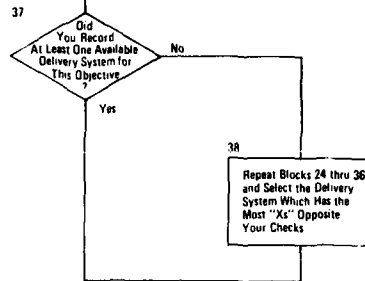 37
Did
You Record
At Least One Available
Delivery System for
This Objective
?
No
Yes
38
Repeat Blocks 24 thru 36
and Select the Delivery
System Which Has the
Most "Xs" Opposite
Your Checks